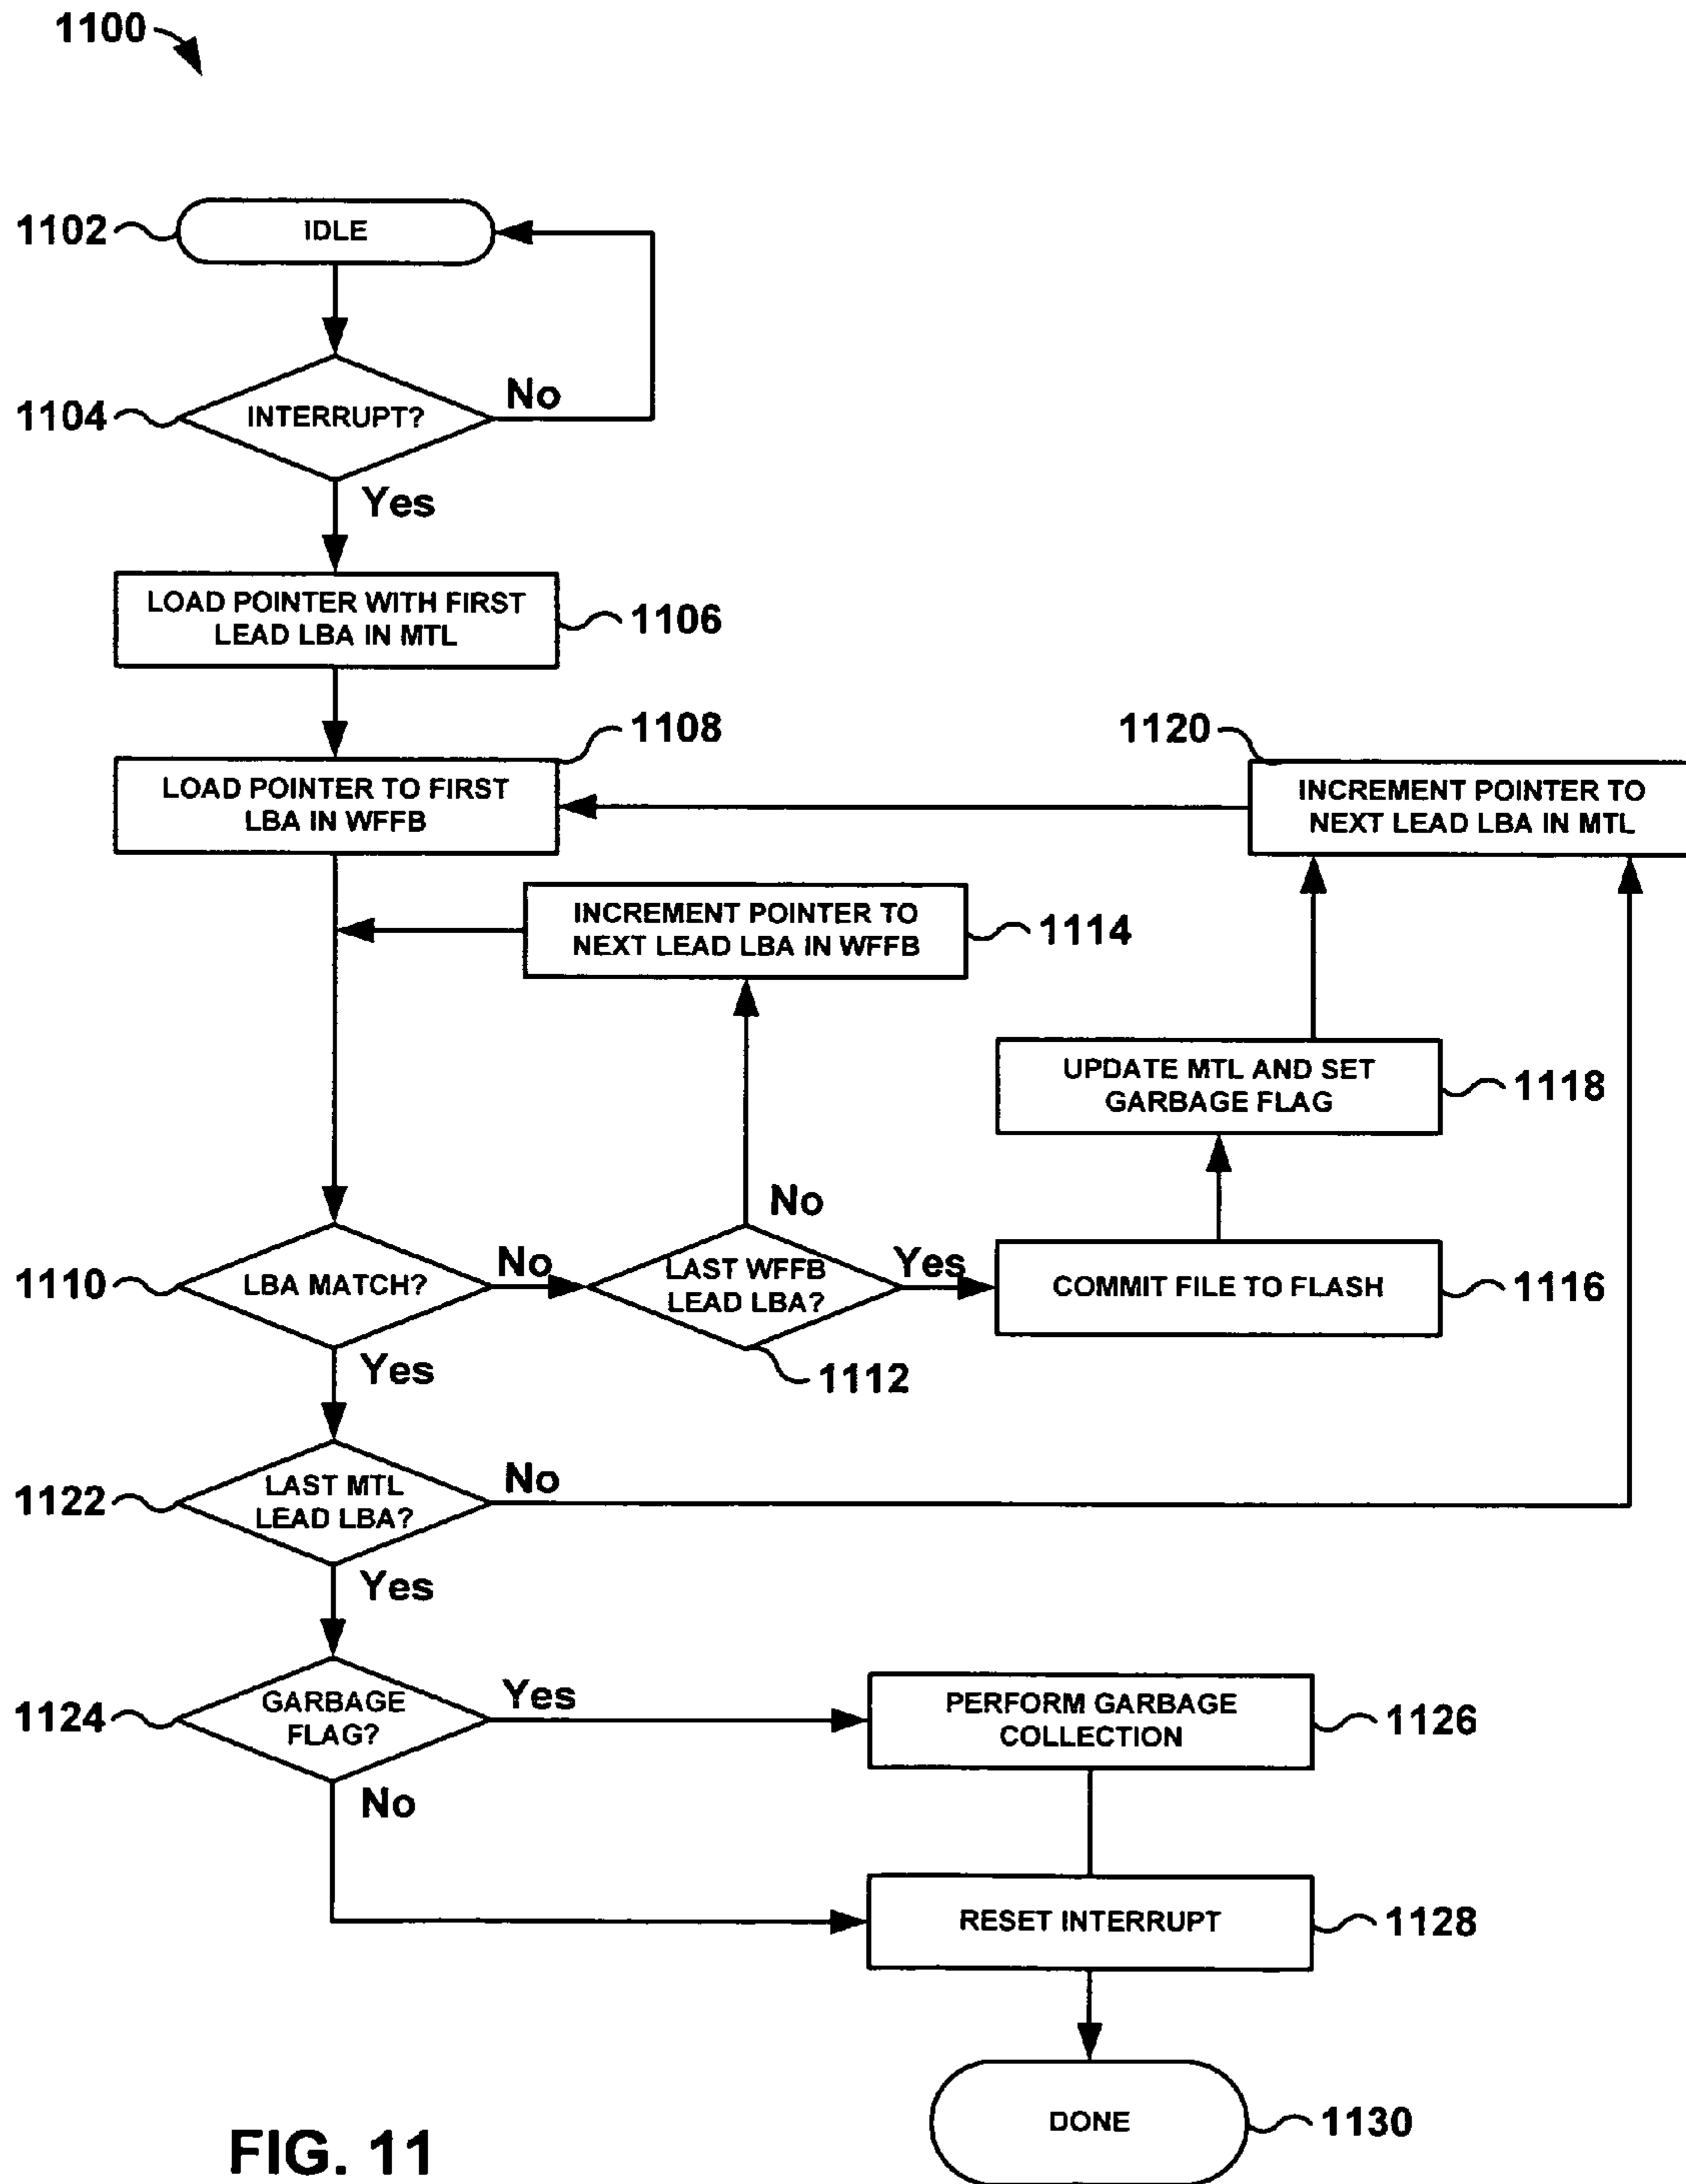 1100
1102
IDLE
1104
INTERRUPT?
No
Yes
LOAD POINTER WITH FIRST
LEAD LBA IN MTL
1106
1108
LOAD POINTER TO FIRST
LBA IN WFFB
1120
INCREMENT POINTER TO
NEXT LEAD LBA IN MTL
INCREMENT POINTER TO
NEXT LEAD LBA IN WFFB
1114
UPDATE MTL AND SET
GARBAGE FLAG
1118
1110
LBA MATCH?
No
LAST WFFB
LEAD LBA?
No
Yes
1112
COMMIT FILE TO FLASH
1116
Yes
1122
LAST MTL
LEAD LBA?
No
Yes
1124
GARBAGE
FLAG?
Yes
No
PERFORM GARBAGE
COLLECTION
1126
RESET INTERRUPT
1128
DONE
1130
FIG. 11